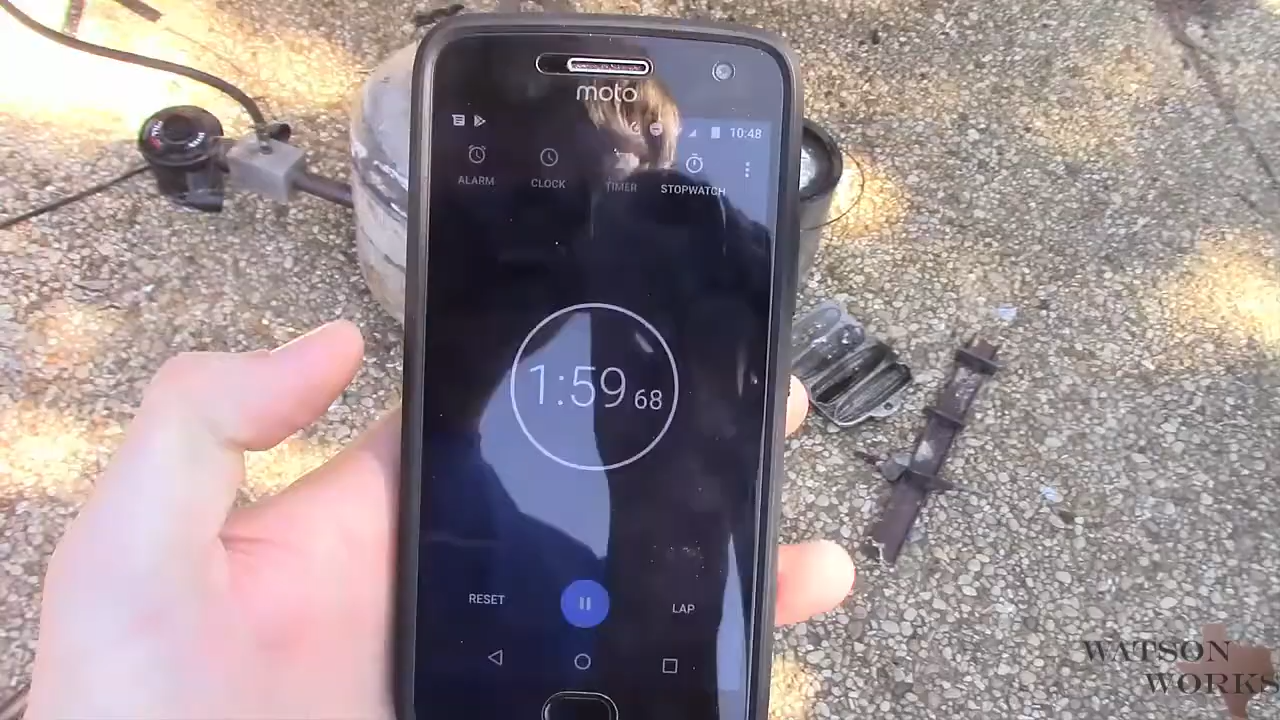 moto
10:48
ALARM
CLOCK
TIMER
STOPWATCH
1:59 68
RESET
LAP
WATSON
WORKS